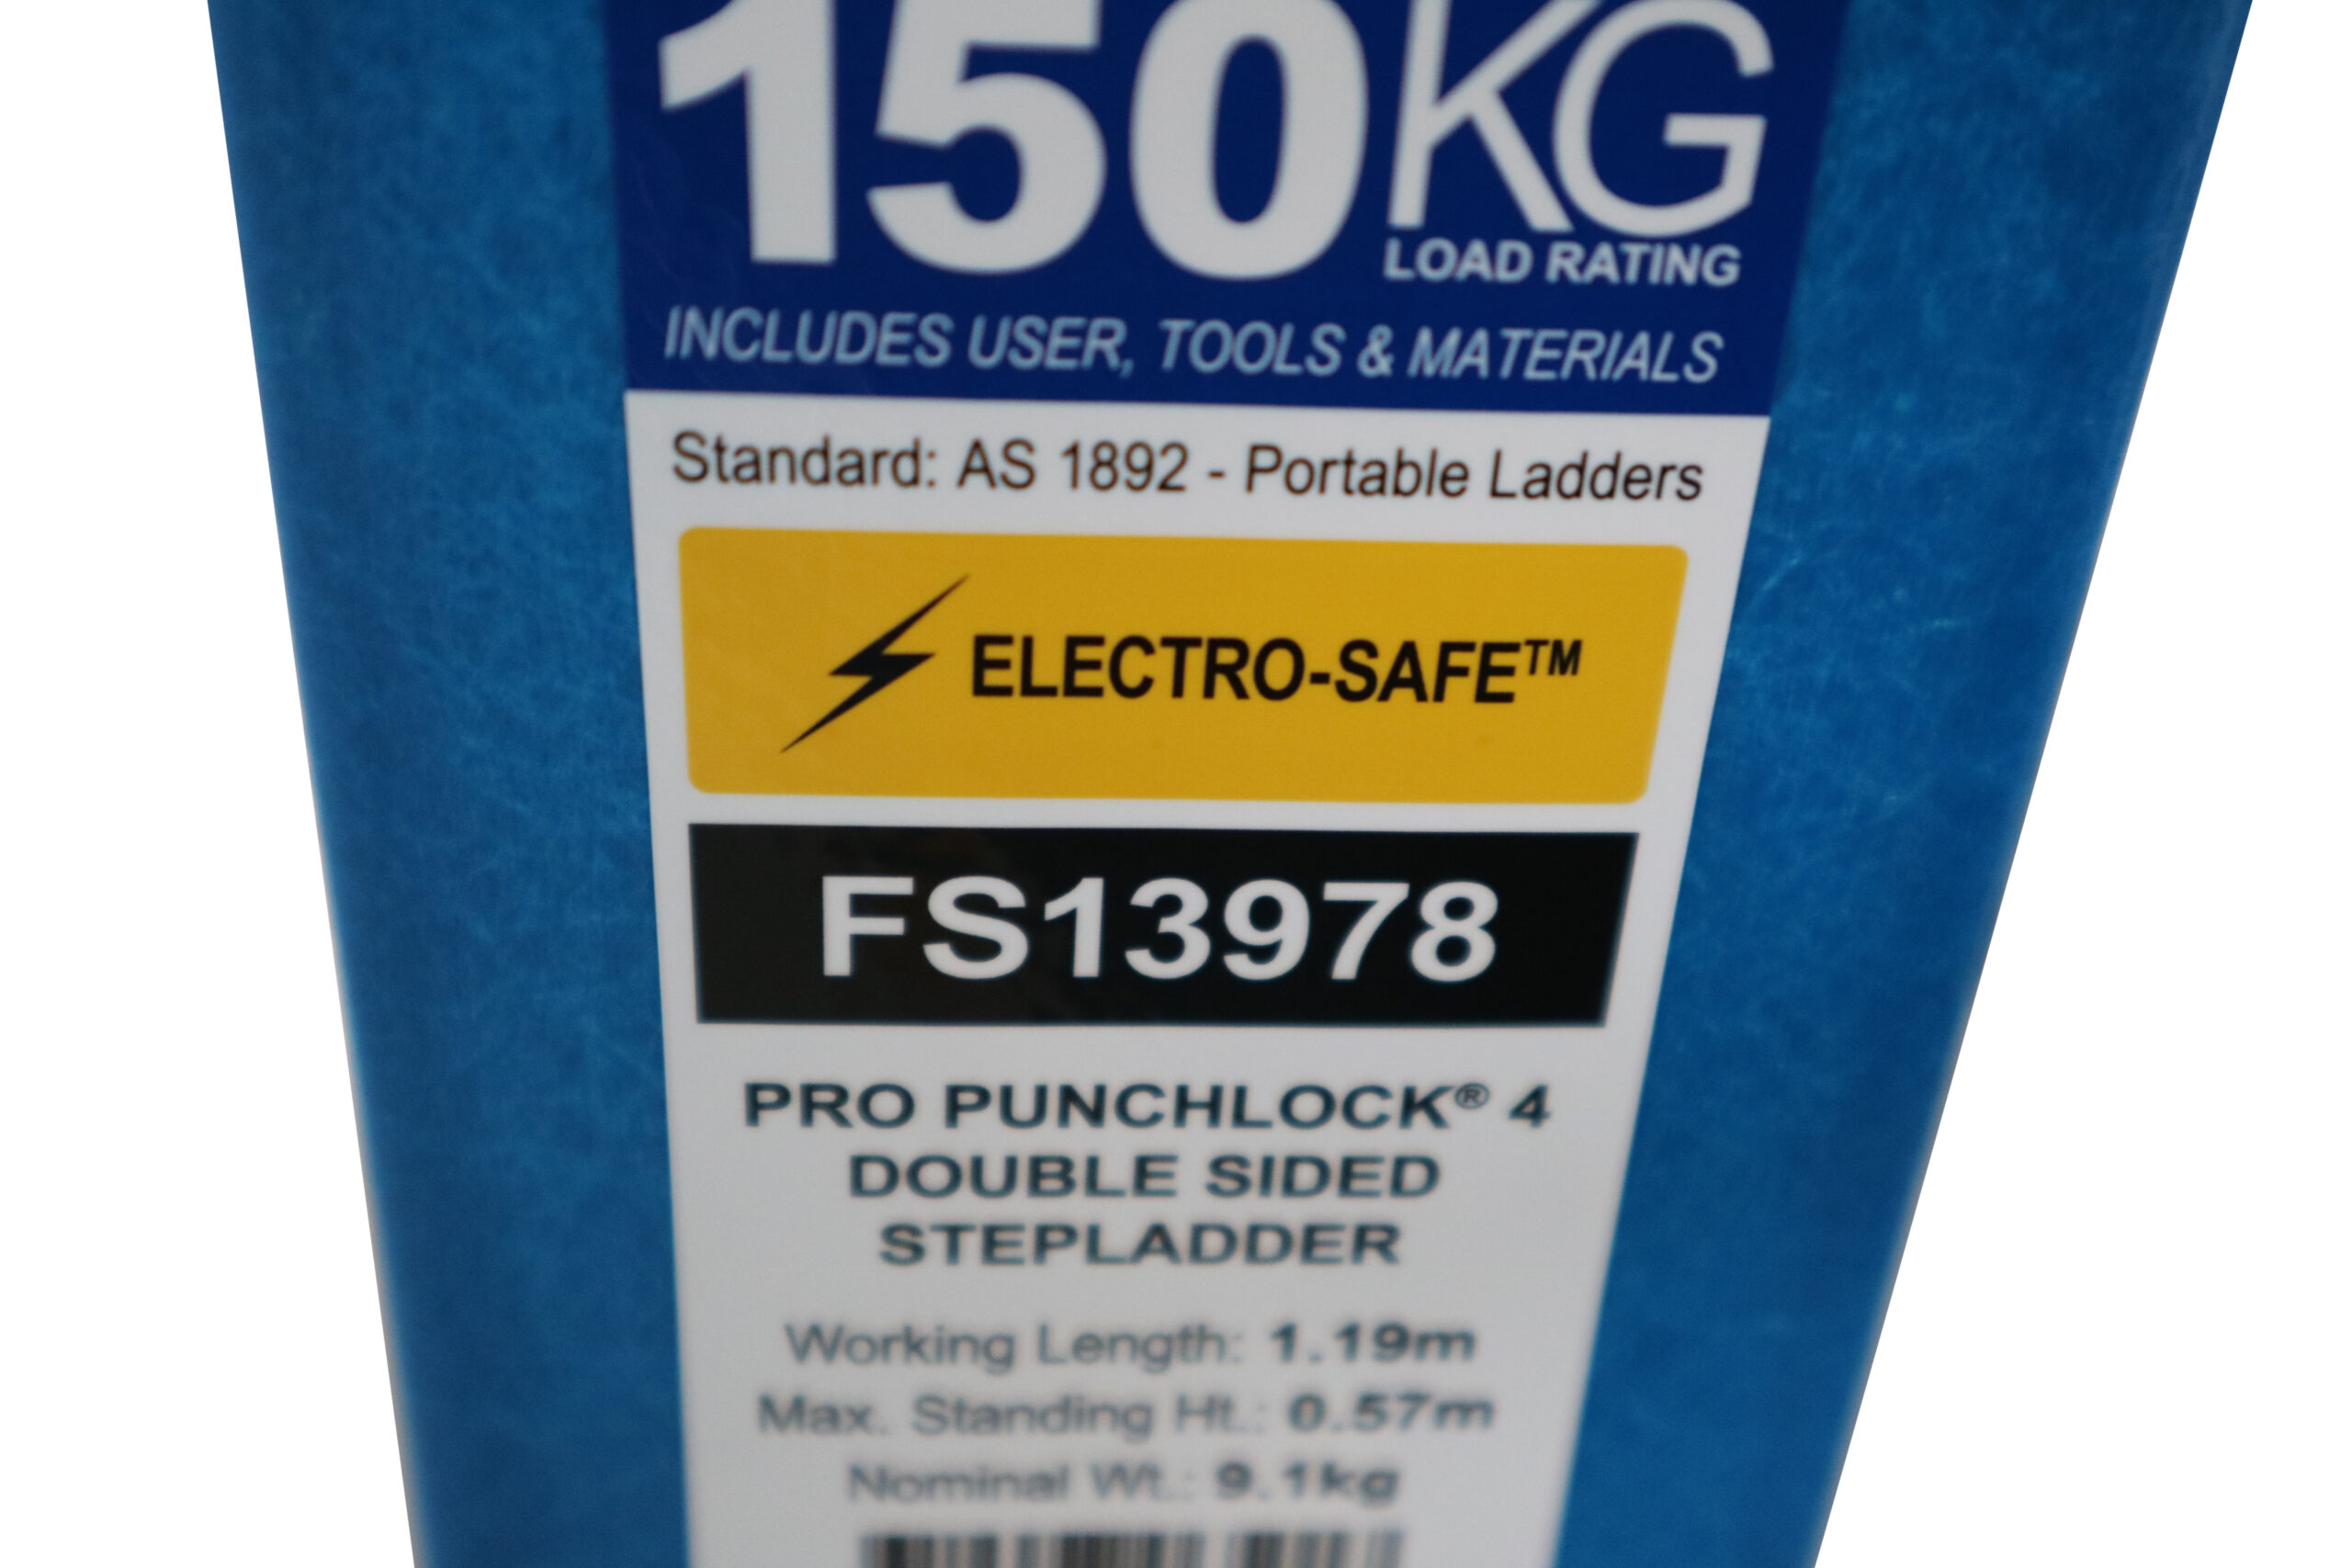 150KG
LOAD RATING
INCLUDES USER, TOOLS & MATERIALS
Standard: AS 1892 - Portable Ladders
ELECTRO-SAFE™
FS13978
PRO PUNCHLOCK® 4
DOUBLE SIDED
STEPLADDER
Working Length: 1.19m
Max. Standing Ht.: 0.57m
Nominal Wt.: 9.1kg